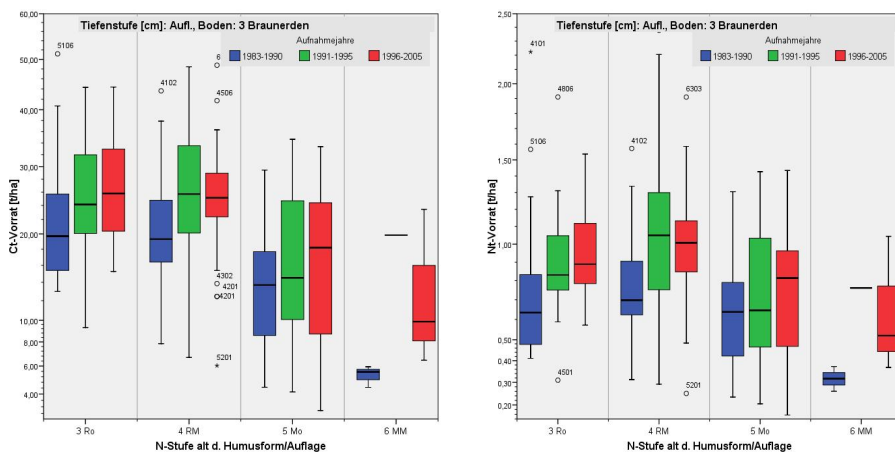 Tiefenstufe [cm]: Aufl., Boden: 3 Braunerden
Aufnahmejahre
1983-1990 1991-1995 1996-2005
Ct-Vorrat [t/ha]
60,00
50,00
40,00
30,00
20,00
10,00
8,00
6,00
4,00
5106
4102
6
4506
4302
4201
4201
5201
3 Ro 4 RM 5 Mo 6 MM
N-Stufe alt d. Humusform/Auflage
Tiefenstufe [cm]: Aufl., Boden: 3 Braunerden
Aufnahmejahre
1983-1990 1991-1995 1996-2005
Nt-Vorrat [t/ha]
2,50
2,00
1,50
1,00
0,50
0,40
0,30
0,20
4101
4806
5106
4501
4102
6303
5201
3 Ro 4 RM 5 Mo 6 MM
N-Stufe alt d. Humusform/Auflage